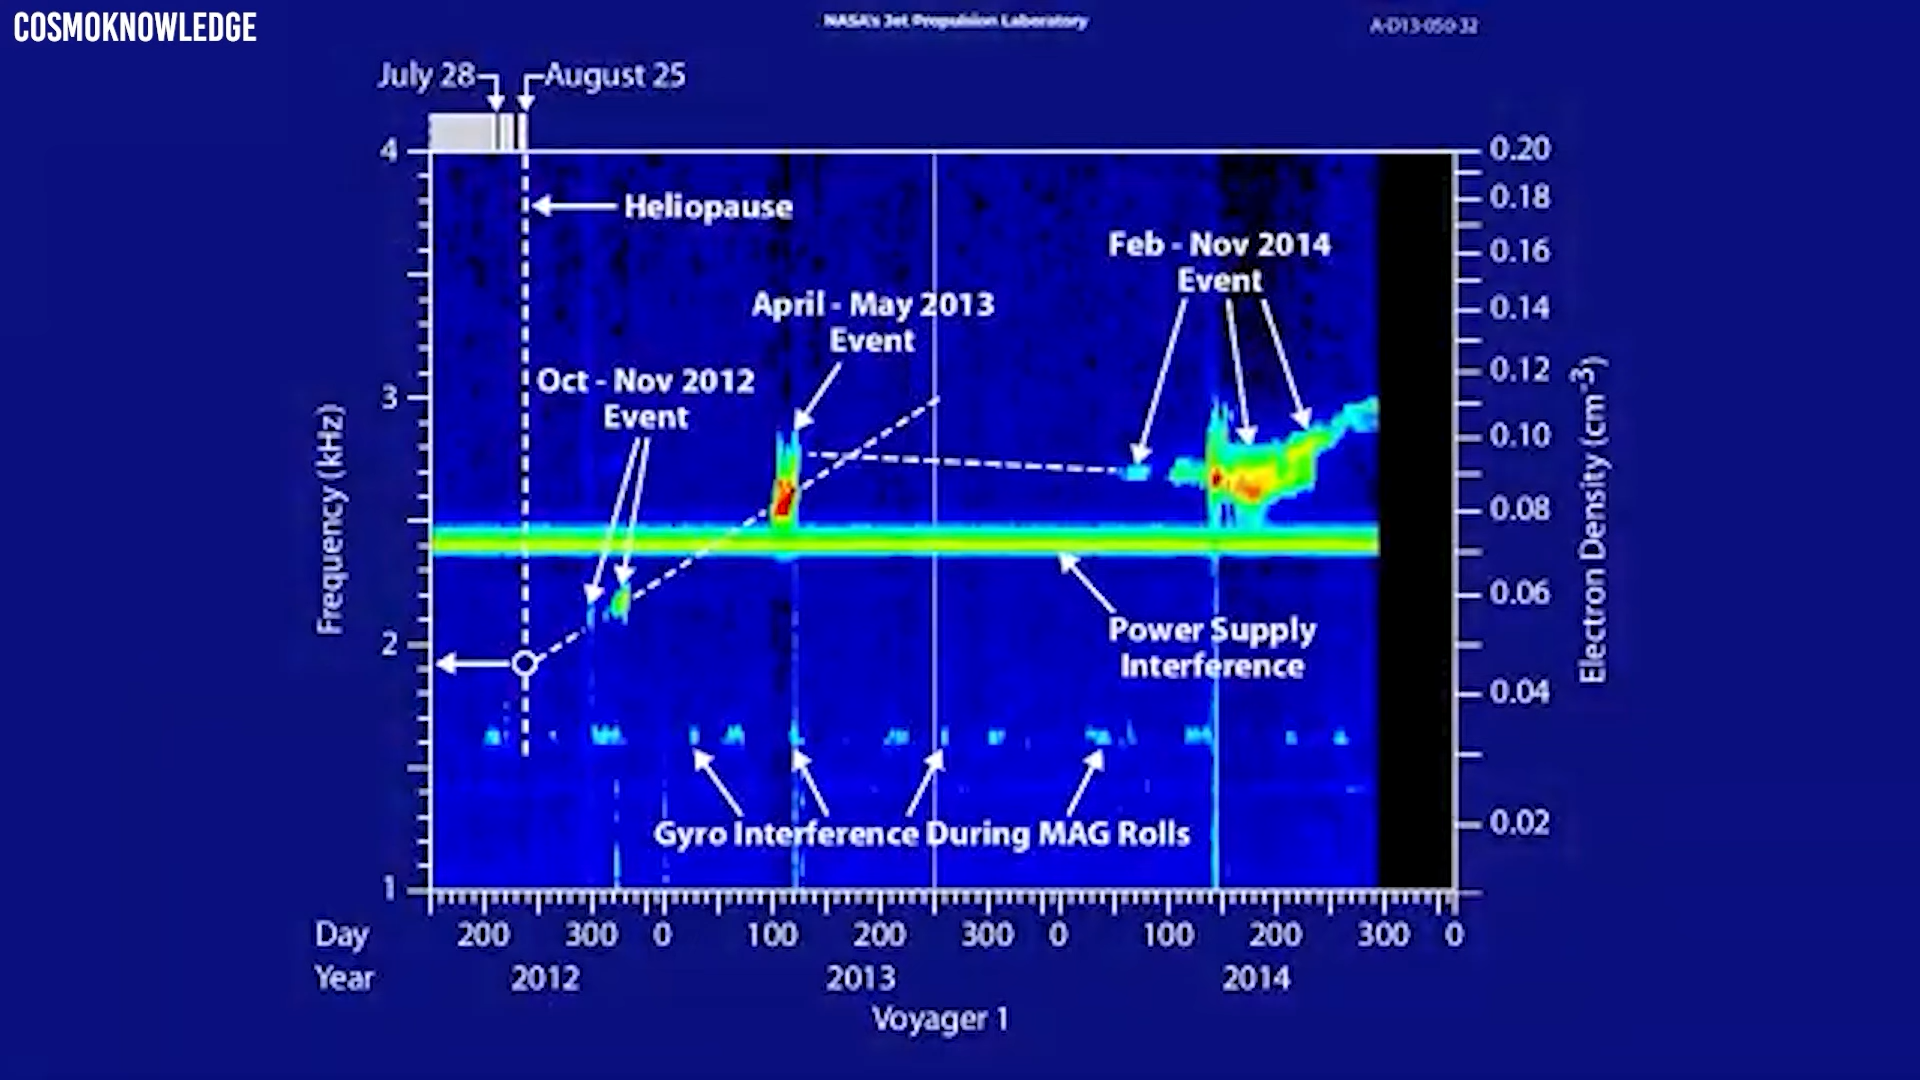 COSMOKNOWLEDGE
NASA's Jet Propulsion Laboratory
A-D13-050-32
July 28
August 25
4
0.20
Heliopause
0.18
Feb - Nov 2014
Event
0.16
April - May 2013
Event
0.14
Oct - Nov 2012
Event
3
0.12
0.10
Frequency (kHz)
Electron Density (cm-3)
0.08
0.06
Power Supply
Interference
2
0.04
Gyro Interference During MAG Rolls
0.02
1
Day 200 300 0 100 200 300 0 100 200 300 0
Year 2012 2013 2014
Voyager 1